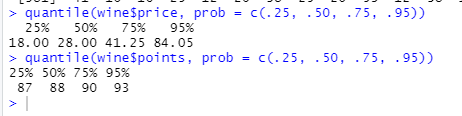 > quantile(wine$price, prob = c(.25, .50, .75, .95))
25% 50% 75% 95%
18.00 28.00 41.25 84.05
> quantile(wine$points, prob = c(.25, .50, .75, .95))
25% 50% 75% 95%
87 88 90 93
>